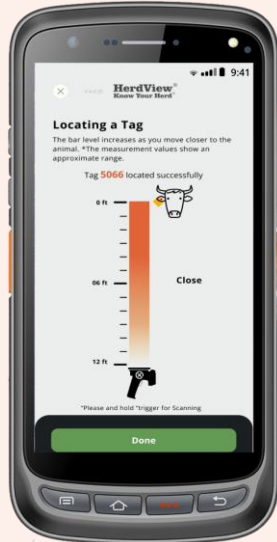 9:41
HerdView®
Know Your Herd®
Locating a Tag
The bar level increases as you move closer to the
animal. *The measurement values show an
approximate range.
Tag 5066 located successfully
0 ft
06 ft
Close
12 ft
*Please and hold "trigger for Scanning
Done